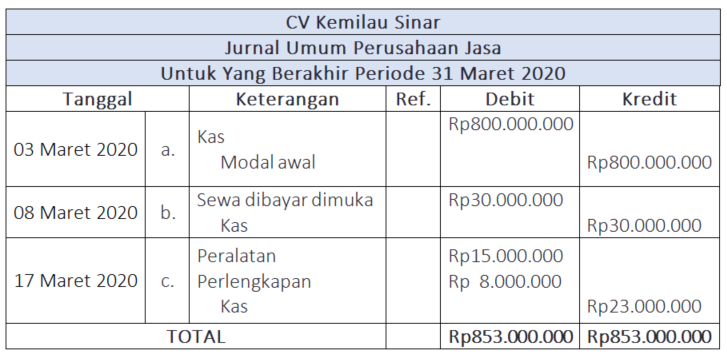 CV Kemilau Sinar
Jurnal Umum Perusahaan Jasa
Untuk Yang Berakhir Periode 31 Maret 2020
Tanggal Keterangan Ref. Debit Kredit
03 Maret 2020 a. Kas Rp800.000.000
Modal awal Rp800.000.000
08 Maret 2020 b. Sewa dibayar dimuka Rp30.000.000
Kas Rp30.000.000
17 Maret 2020 c. Peralatan Rp15.000.000
Perlengkapan Rp 8.000.000
Kas Rp23.000.000
TOTAL Rp853.000.000 Rp853.000.000